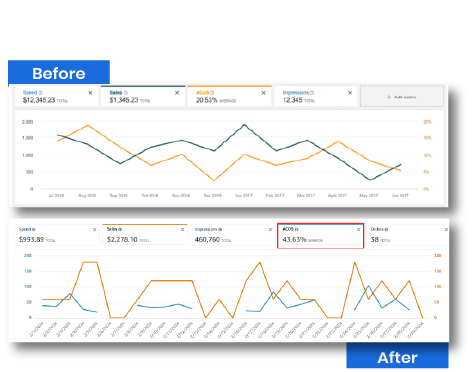 Before
Spend Sales ACoS Impressions
$12,345.23 TOTAL $1,345.23 TOTAL 20.53% AVERAGE 12,345 TOTAL Add metric
2,000 20%
1,500 15%
1,000 10%
500 5%
0 0%
Jul 2016 Aug 2016 Sep 2016 Oct 2016 Nov 2016 Dec 2016 Jan 2017 Feb 2017 Mar 2017 April 2017 May 2017 Jun 2017
Spend Sales Impressions ACOS Orders
$993.89 TOTAL $2,278.10 TOTAL 460,760 TOTAL 43.63% AVERAGE 38 TOTAL
200 200
150 150
100 100
50 50
0 0
After